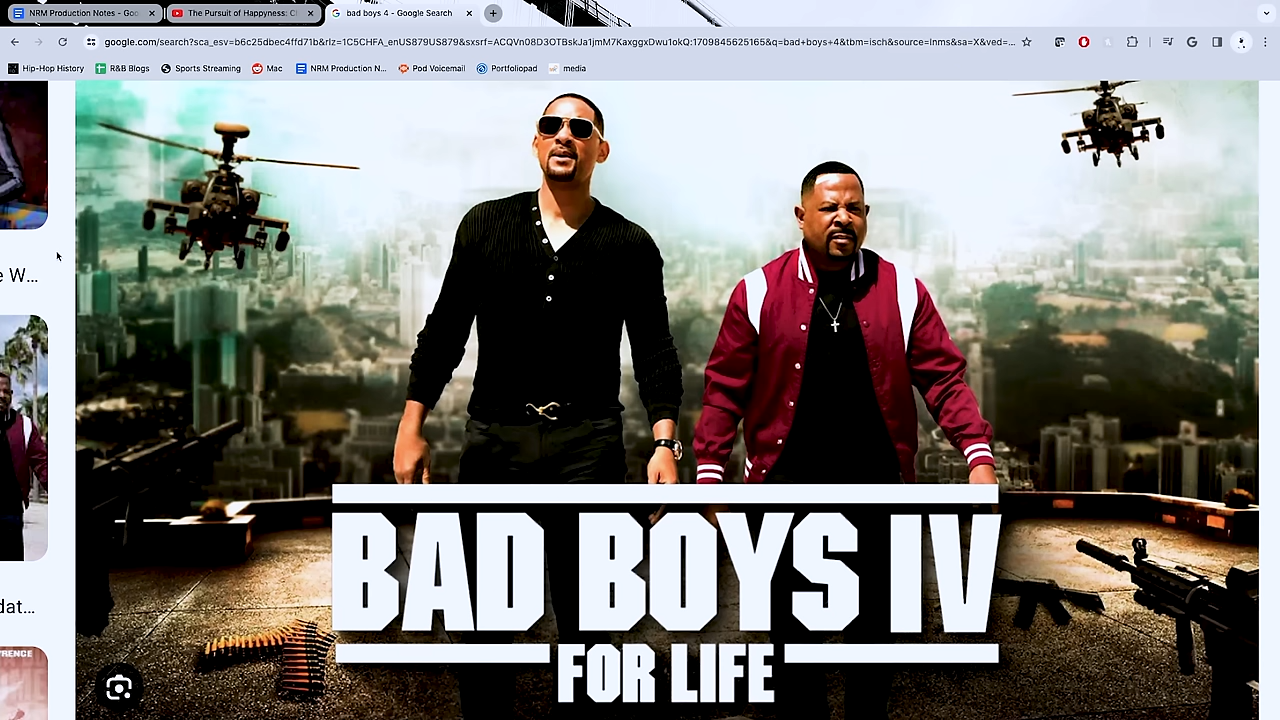 NRM Production Notes - Goo
The Pursuit of Happyness: Cl
bad boys 4 - Google Search
google.com/search?sca_esv=b6c25dbec4ffd71b&rlz=1C5CHFA_enUS879US879&sxsrf=ACQVn08D3OTBskJa1jmM7KaxggxDwu1okQ:1709845625165&q=bad+boys+4&tbm=isch&source=lnms&sa=X&ved=...
Hip-Hop History
R&B Blogs
Sports Streaming
Mac
NRM Production N...
Pod Voicemail
Portfoliopad
media
e W...
dat...
RENCE
BAD BOYS IV
FOR LIFE